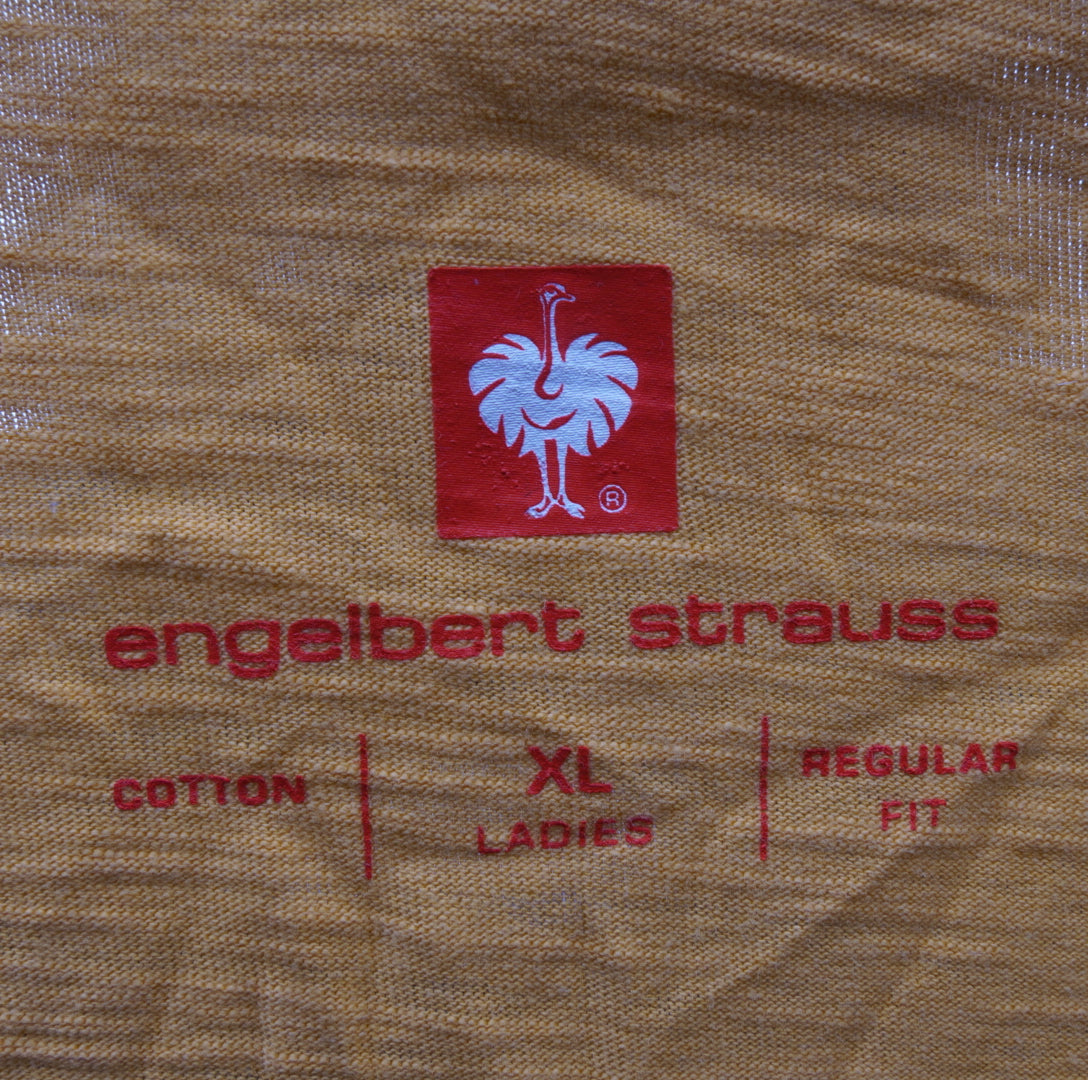 ®
engelbert strauss
COTTON
XL
LADIES
REGULAR
FIT